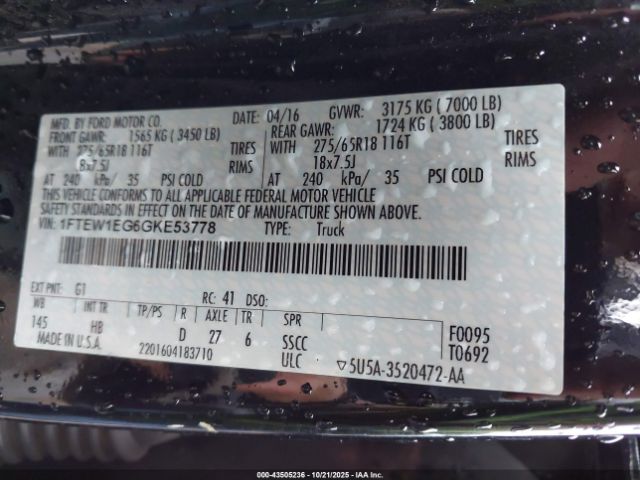 MFD. BY FORD MOTOR CO. DATE: 04/16 GVWR: 3175 KG ( 7000 LB)
FRONT GAWR: 1565 KG ( 3450 LB) REAR GAWR: 1724 KG ( 3800 LB)
WITH 275/65R18 116T TIRES WITH 275/65R18 116T TIRES
18x7.5J RIMS 18x7.5J RIMS
AT 240 kPa/ 35 PSI COLD AT 240 kPa/ 35 PSI COLD
THIS VEHICLE CONFORMS TO ALL APPLICABLE FEDERAL MOTOR VEHICLE
SAFETY STANDARDS IN EFFECT ON THE DATE OF MANUFACTURE SHOWN ABOVE.
VIN: 1FTEW1EG6GKE53778 TYPE: Truck
EXT PNT: G1 RC: 41 DSO:
WB INT TR TP/PS R AXLE TR SPR
145 HB D 27 6 SSCC F0095
MADE IN U.S.A. 2201604183710 ULC T0692
5U5A-3520472-AA
000-43505236 - 10/21/2025 - IAA Inc.